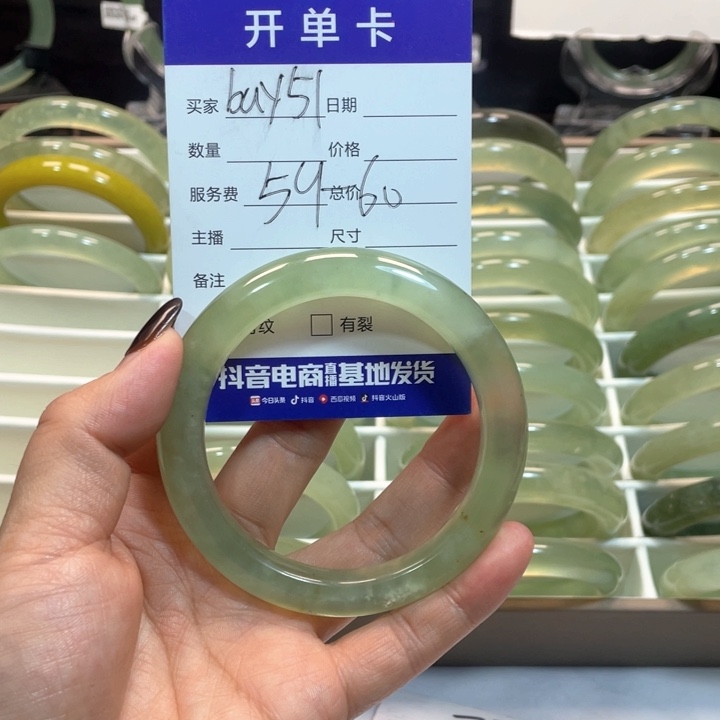 开单卡
买家 buy51 日期
数量 价格
服务费 59-60 总价
主播 尺寸
备注
纹 有裂
抖音电商直播基地发货
今日头条 抖音 西瓜视频 抖音火山版